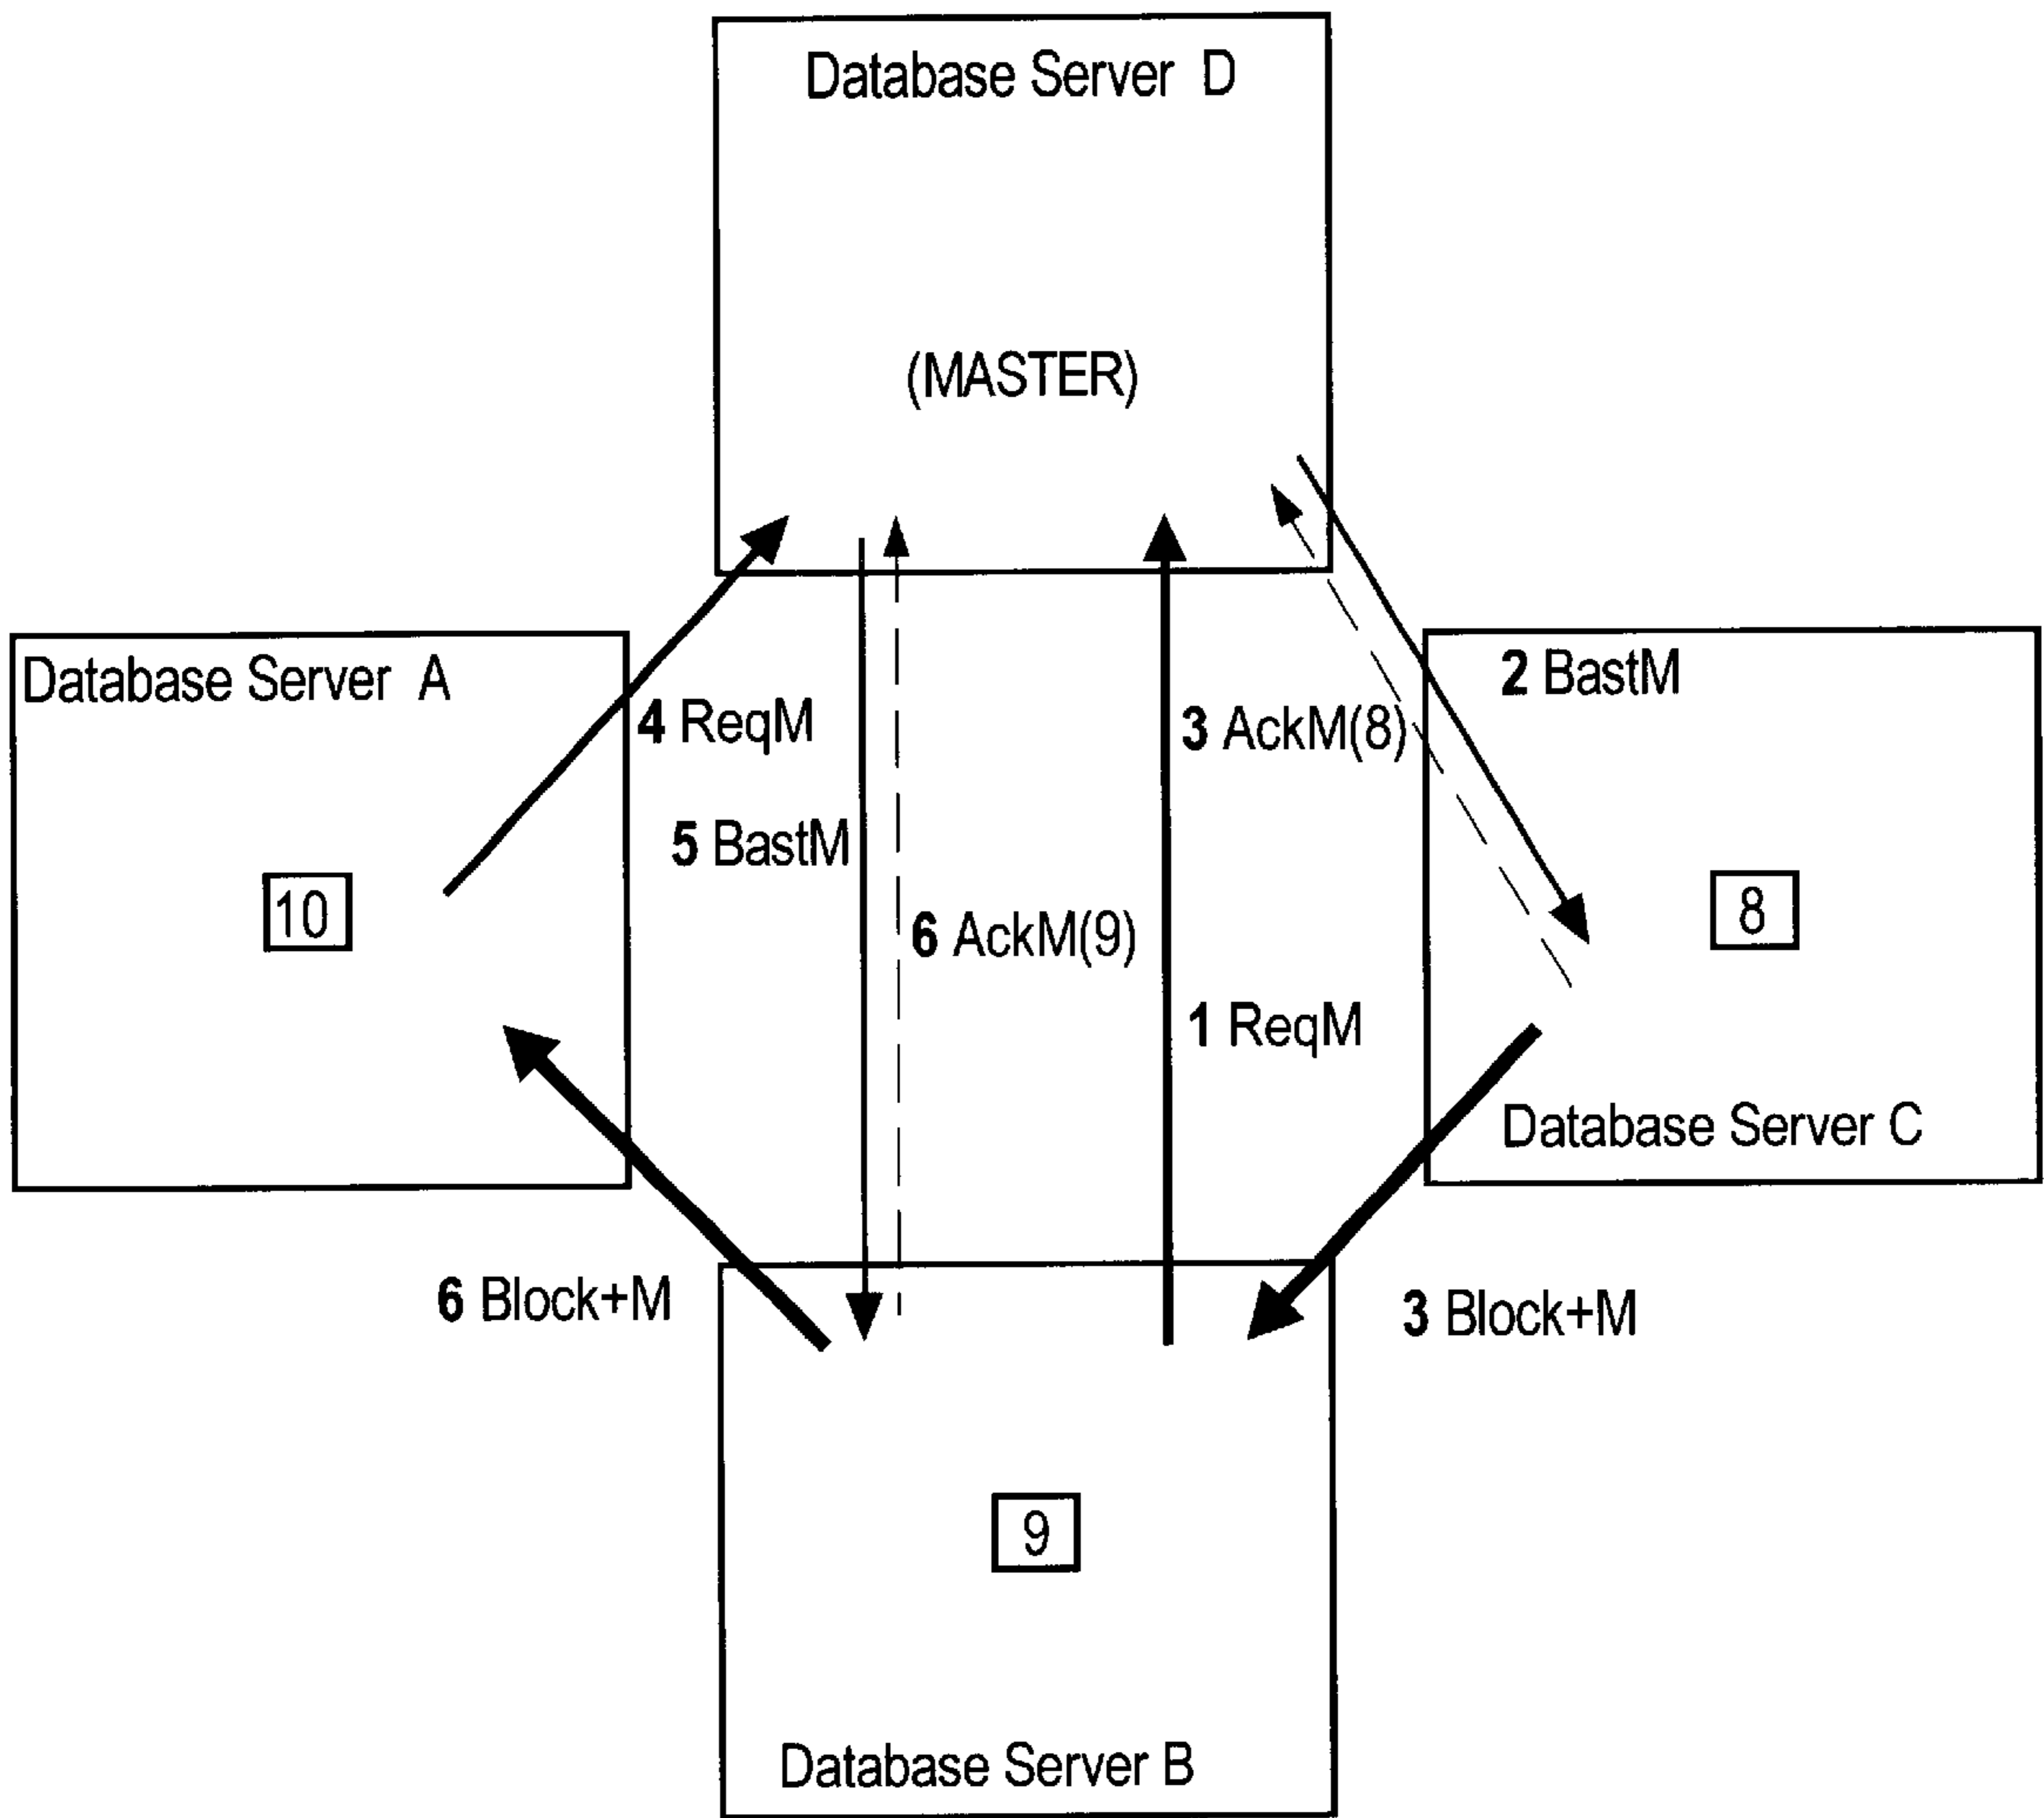 Database Server D
(MASTER)
Database Server A
2 BastM
4 ReqM
3 AckM(8)
5 BastM
10
8
6 AckM(9)
1 ReqM
Database Server C
6 Block+M
3 Block+M
9
Database Server B